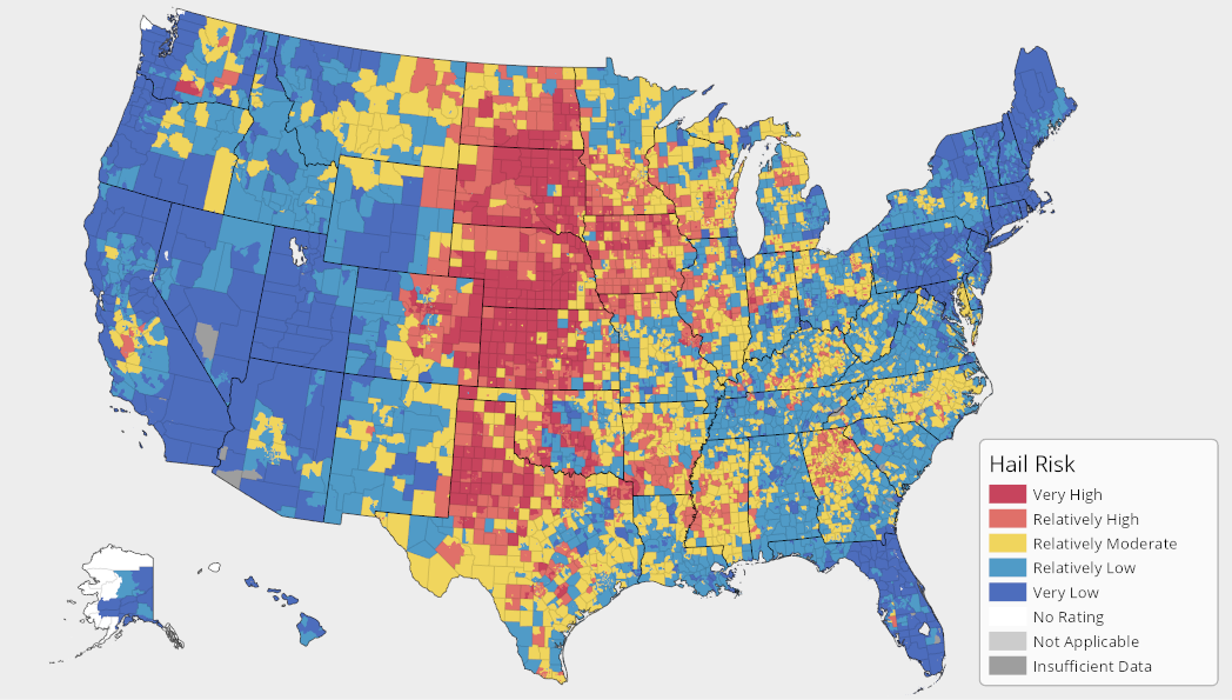 Hail Risk
Very High
Relatively High
Relatively Moderate
Relatively Low
Very Low
No Rating
Not Applicable
Insufficient Data